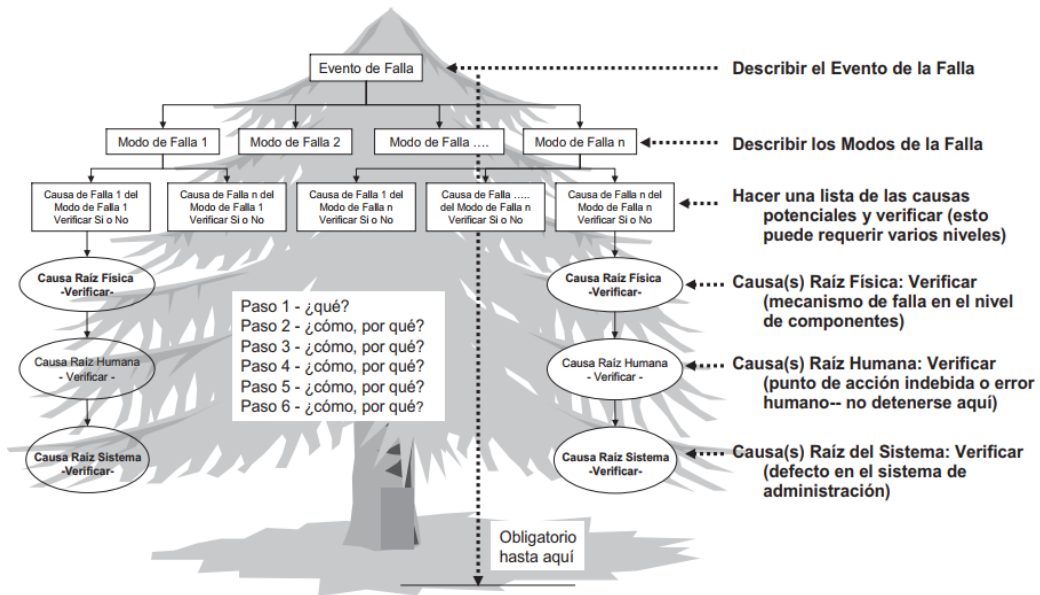 Evento de Falla
Describir el Evento de la Falla
Modo de Falla 1
Modo de Falla 2
Modo de Falla ....
Modo de Falla n
Describir los Modos de la Falla
Causa de Falla 1 del
Modo de Falla 1
Verificar Si o No
Causa de Falla n del
Modo de Falla 1
Verificar Si o No
Causa de Falla 1 del
Modo de Falla n
Verificar Si o No
Causa de Falla .....
del Modo de Falla n
Verificar Si o No
Causa de Falla n del
Modo de Falla n
Verificar Si o No
Hacer una lista de las causas
potenciales y verificar (esto
puede requerir varios niveles)
Causa Raíz Física
-Verificar-
Causa Raíz Física
-Verificar-
Causa(s) Raíz Física: Verificar
(mecanismo de falla en el nivel
de componentes)
Paso 1 - ¿qué?
Paso 2 - ¿cómo, por qué?
Paso 3 - ¿cómo, por qué?
Paso 4 - ¿cómo, por qué?
Paso 5 - ¿cómo, por qué?
Paso 6 - ¿cómo, por qué?
Causa Raíz Humana
- Verificar -
Causa Raíz Humana
- Verificar -
Causa(s) Raíz Humana: Verificar
(punto de acción indebida o error
humano-- no detenerse aquí)
Causa Raíz Sistema
-Verificar-
Causa Raíz Sistema
-Verificar-
Causa(s) Raíz del Sistema: Verificar
(defecto en el sistema de
administración)
Obligatorio
hasta aquí